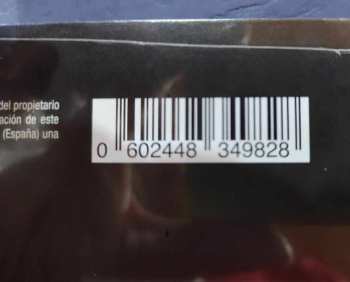 del propietario
ación de este
(España) una
0 602448 349828